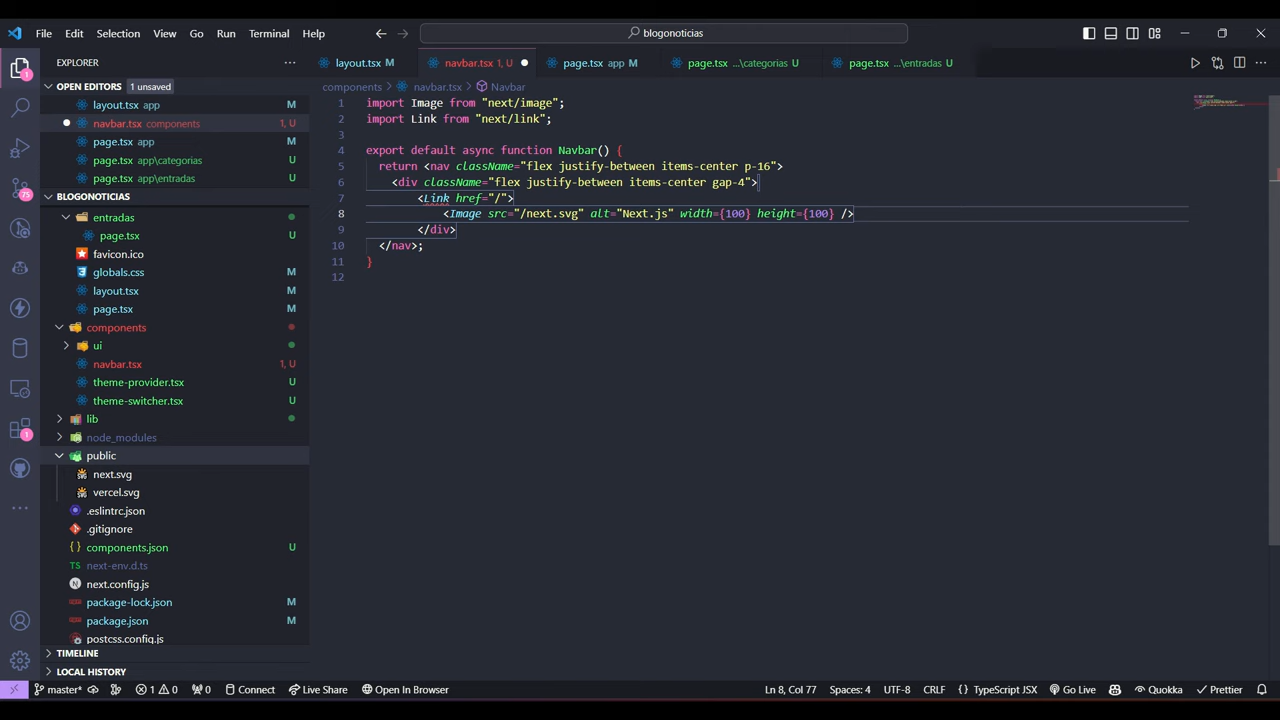 File Edit Selection View Go Run Terminal Help
blogonoticias
EXPLORER
layout.tsx M
navbar.tsx 1, U
page.tsx app M
page.tsx ...\categorias
page.tsx ...\entradas
OPEN EDITORS 1 unsaved
layout.tsx app M
navbar.tsx components 1, U
page.tsx app M
page.tsx app\categorias
page.tsx app\entradas
BLOGONOTICIAS
entradas
page.tsx
favicon.ico
globals.css M
layout.tsx M
page.tsx M
components
ui
navbar.tsx 1, U
theme-provider.tsx U
theme-switcher.tsx U
lib
node_modules
public
next.svg
vercel.svg
.eslintrc.json
.gitignore
components.json U
next-env.d.ts
next.config.js
package-lock.json M
package.json M
postcss.config.js
TIMELINE
LOCAL HISTORY
components > navbar.tsx > Navbar
1 import Image from "next/image";
2 import Link from "next/link";
3
4 export default async function Navbar() {
5 return <nav className="flex justify-between items-center p-16">
6 <div className="flex justify-between items-center gap-4">
7 <Link href="/">
8 <Image src="/next.svg" alt="Next.js" width={100} height={100} />
9 </div>
10 </nav>;
11 }
12
1
75
1
master* 1 0 0 Connect Live Share Open In Browser
Ln 8, Col 77 Spaces: 4 UTF-8 CRLF { } TypeScript JSX Go Live Quokka Prettier